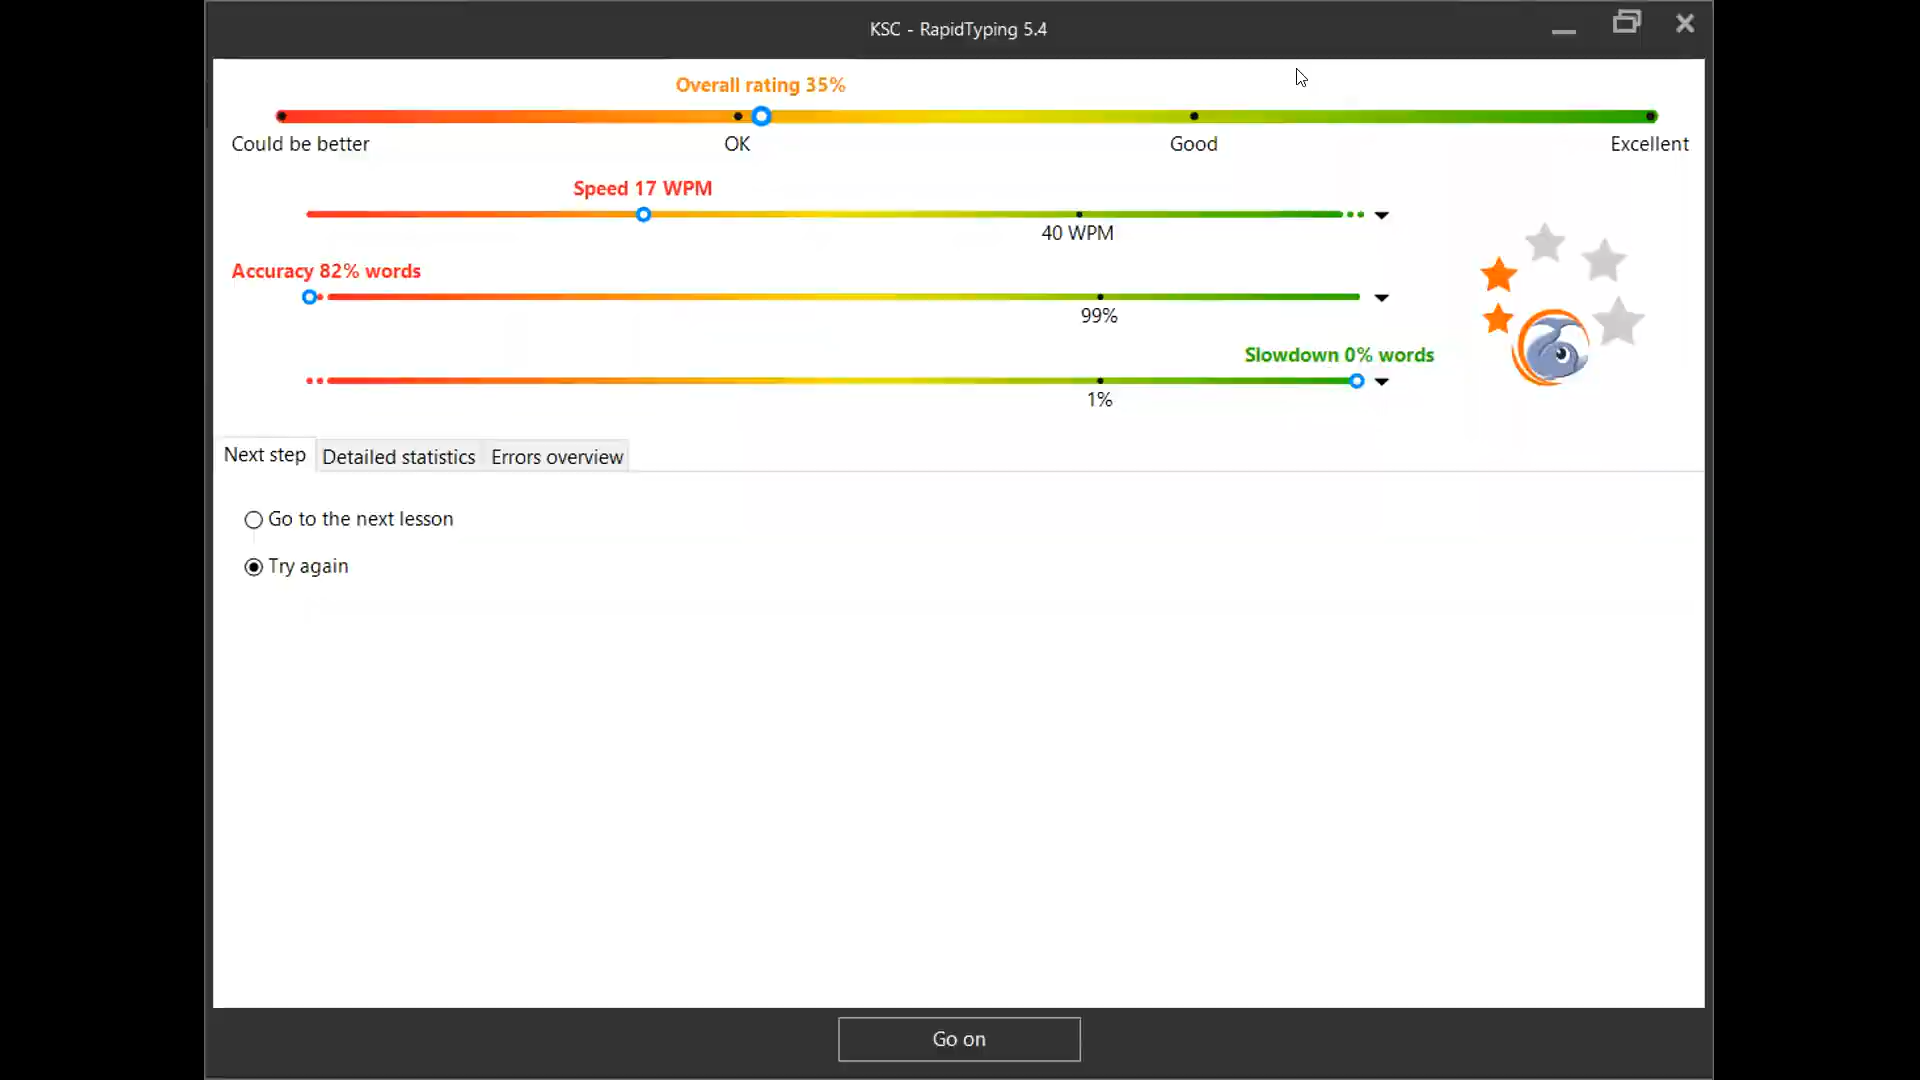 KSC - RapidTyping 5.4
Overall rating 35%
Could be better OK Good Excellent
Speed 17 WPM
40 WPM
Accuracy 82% words
99%
Slowdown 0% words
1%
Next step Detailed statistics Errors overview
Go to the next lesson
Try again
Go on